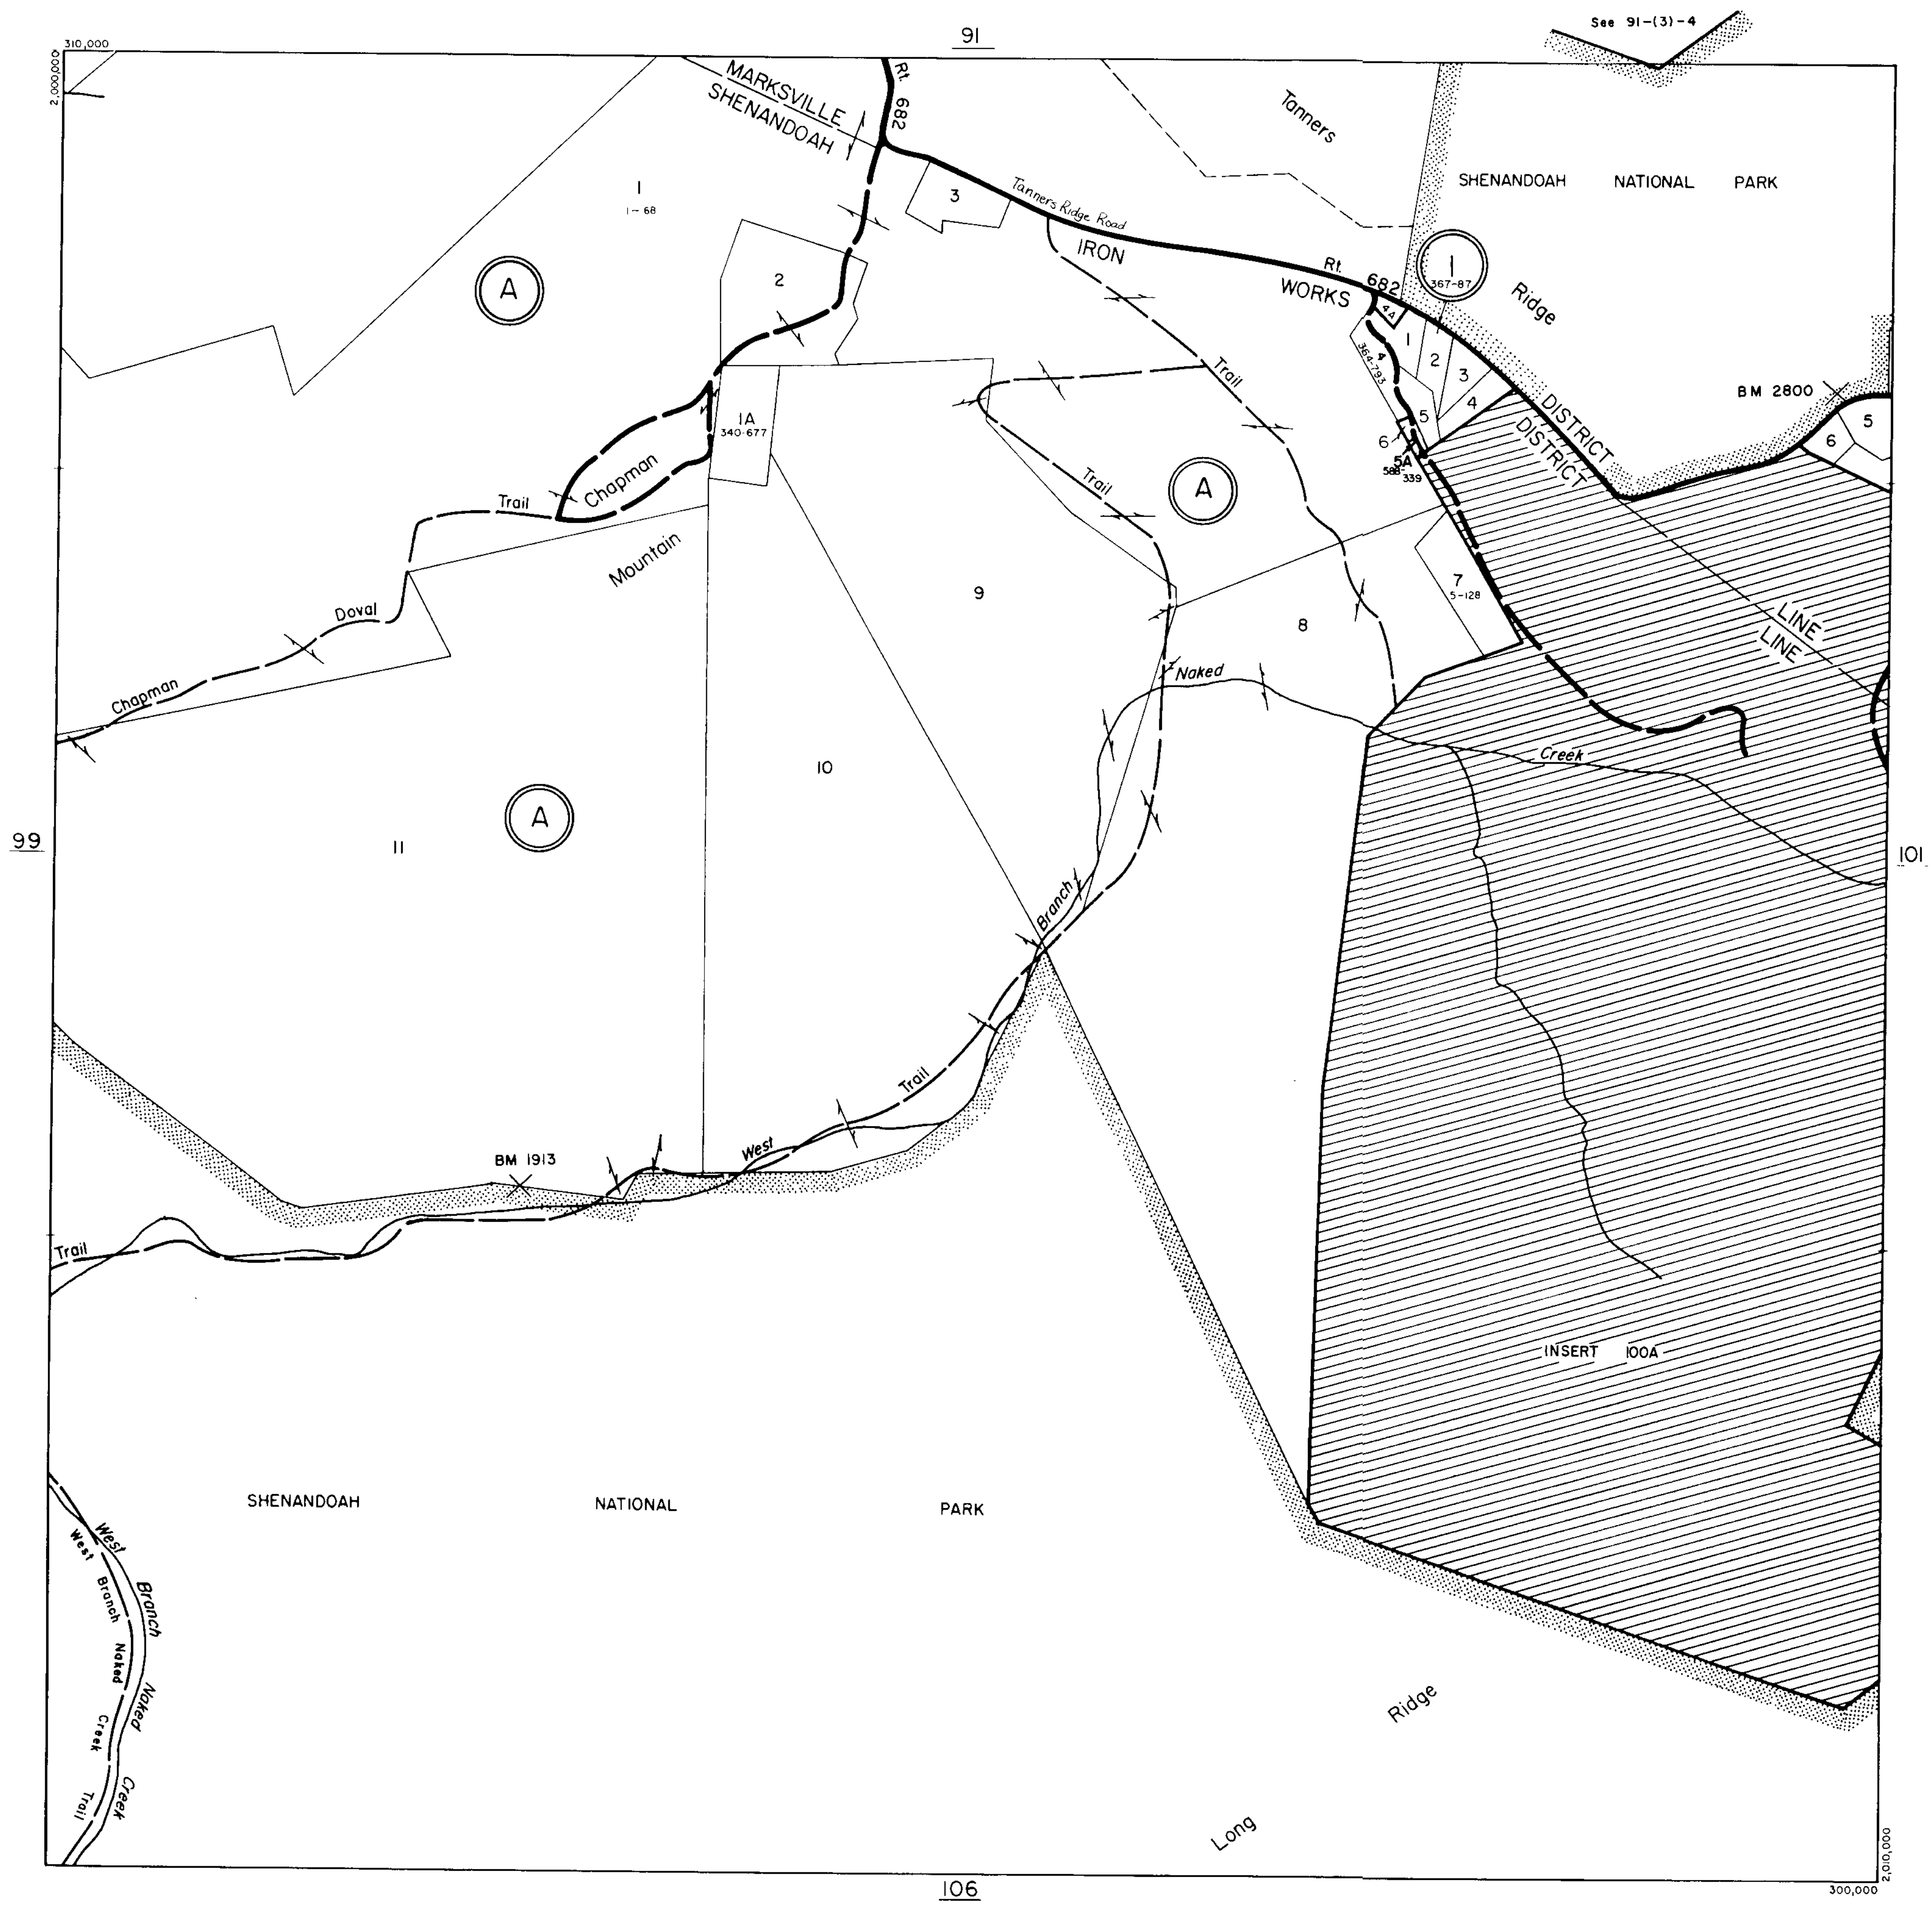 See 91-(3)-4
91
310,000
2,000,000
MARKSVILLE
SHENANDOAH
Rt. 682
Tanners
SHENANDOAH NATIONAL PARK
1
1-68
3
Tanners Ridge Road
IRON
WORKS
Rt. 682
1
367-87
Ridge
A
2
4A
1
2
3
4
4
364-793
5
6
5A
588-339
DISTRICT
DISTRICT
BM 2800
5
6
1A
340-677
Trail
Chapman
Trail
Trail
A
Mountain
Doval
Chapman
9
7
5-128
8
LINE
LINE
Naked
Creek
10
A
11
99
101
Branch
Trail
West
BM 1913
Trail
INSERT 100A
SHENANDOAH NATIONAL PARK
West
Branch
Naked
Creek
West
Branch
Naked
Creek
Trail
Ridge
Long
2,010,000
300,000
106